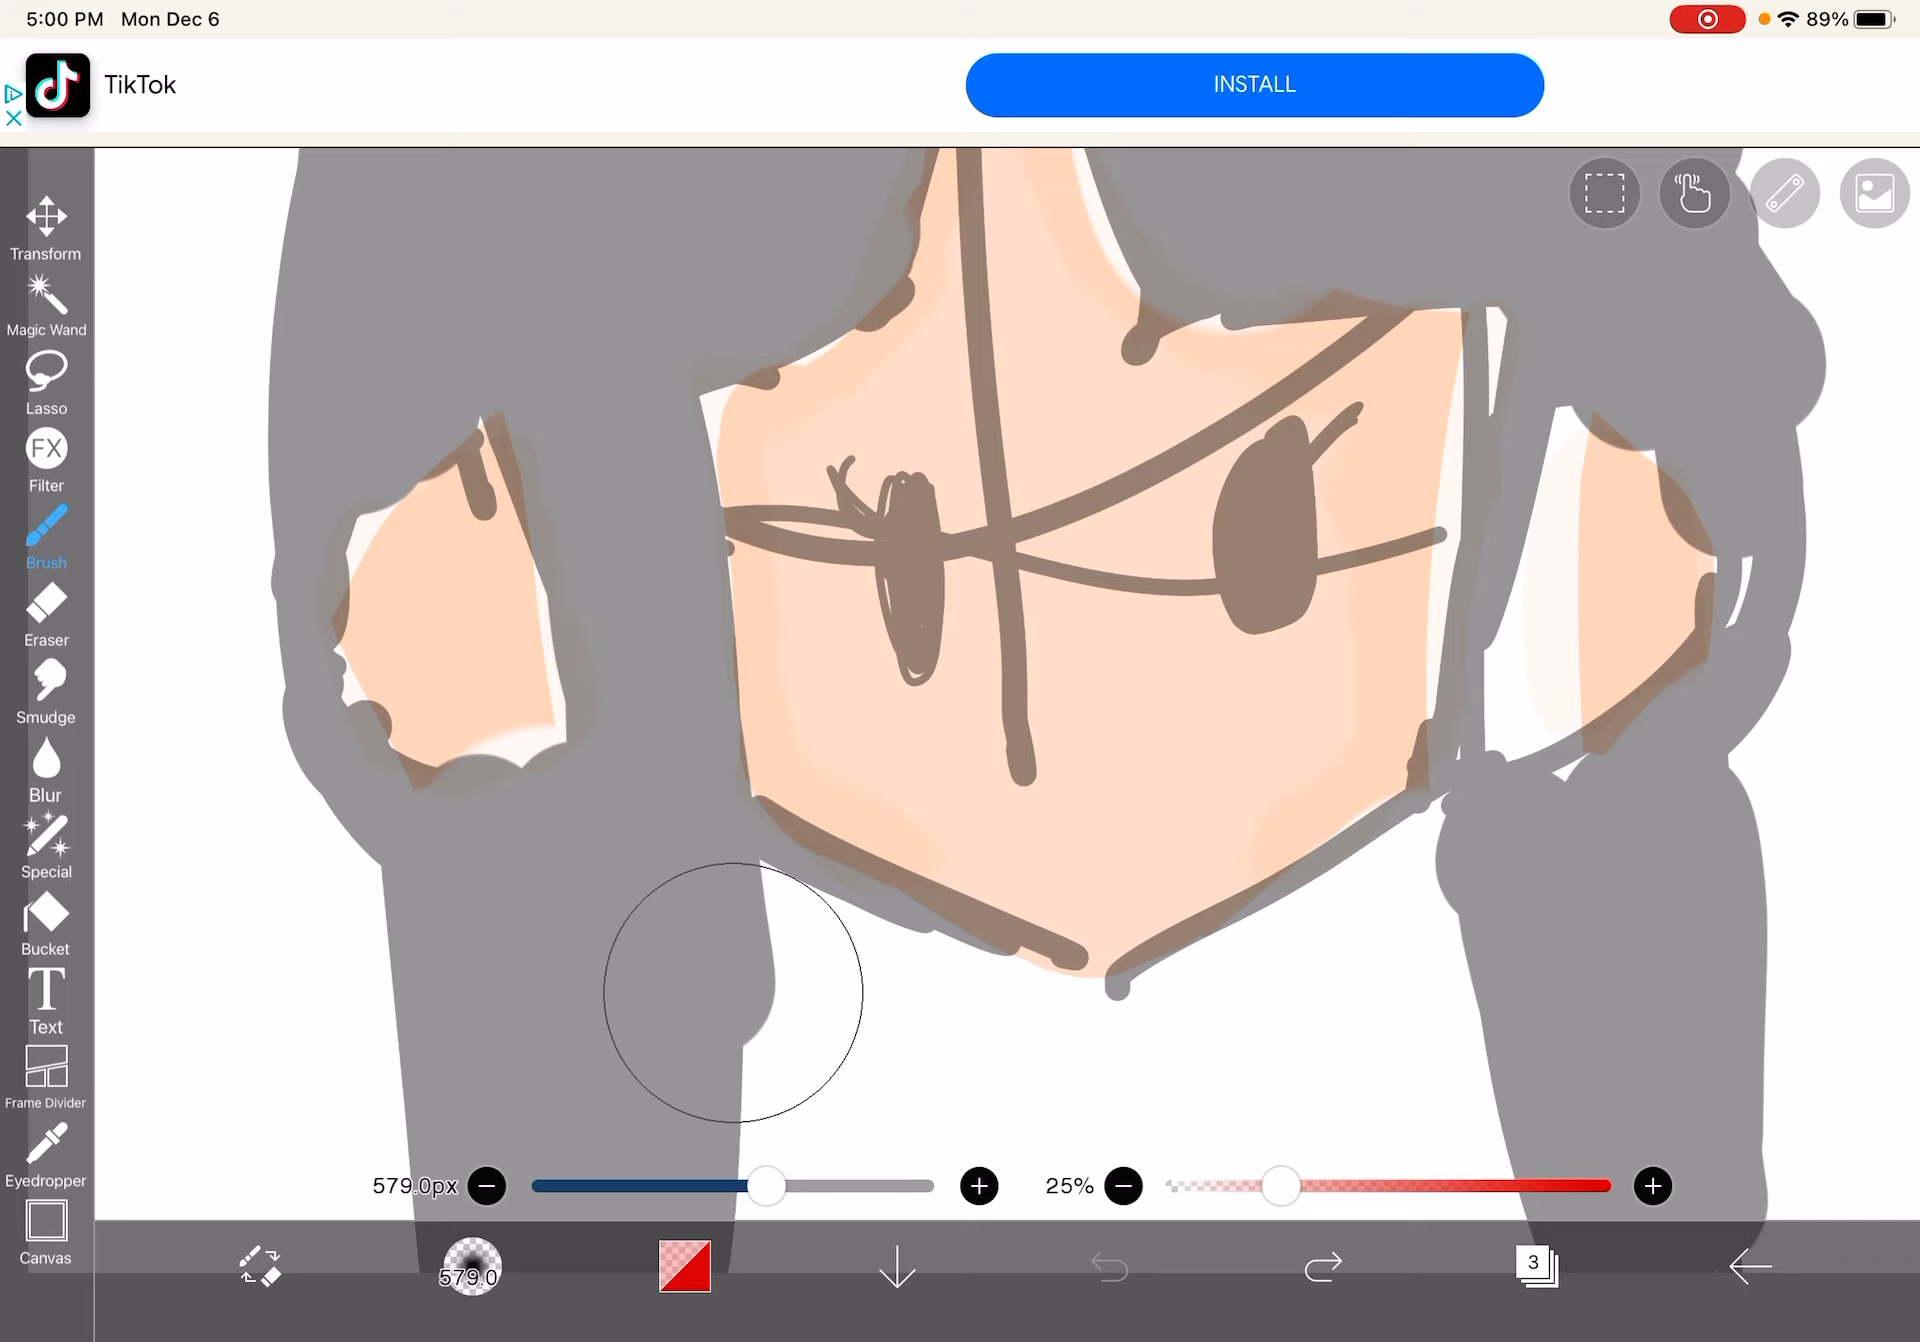 5:00 PM Mon Dec 6
89%
TikTok
INSTALL
Transform
Magic Wand
Lasso
FX
Filter
Brush
Eraser
Smudge
Blur
Special
Bucket
T
Text
Frame Divider
Eyedropper
Canvas
579.0px
25%
579.0
3